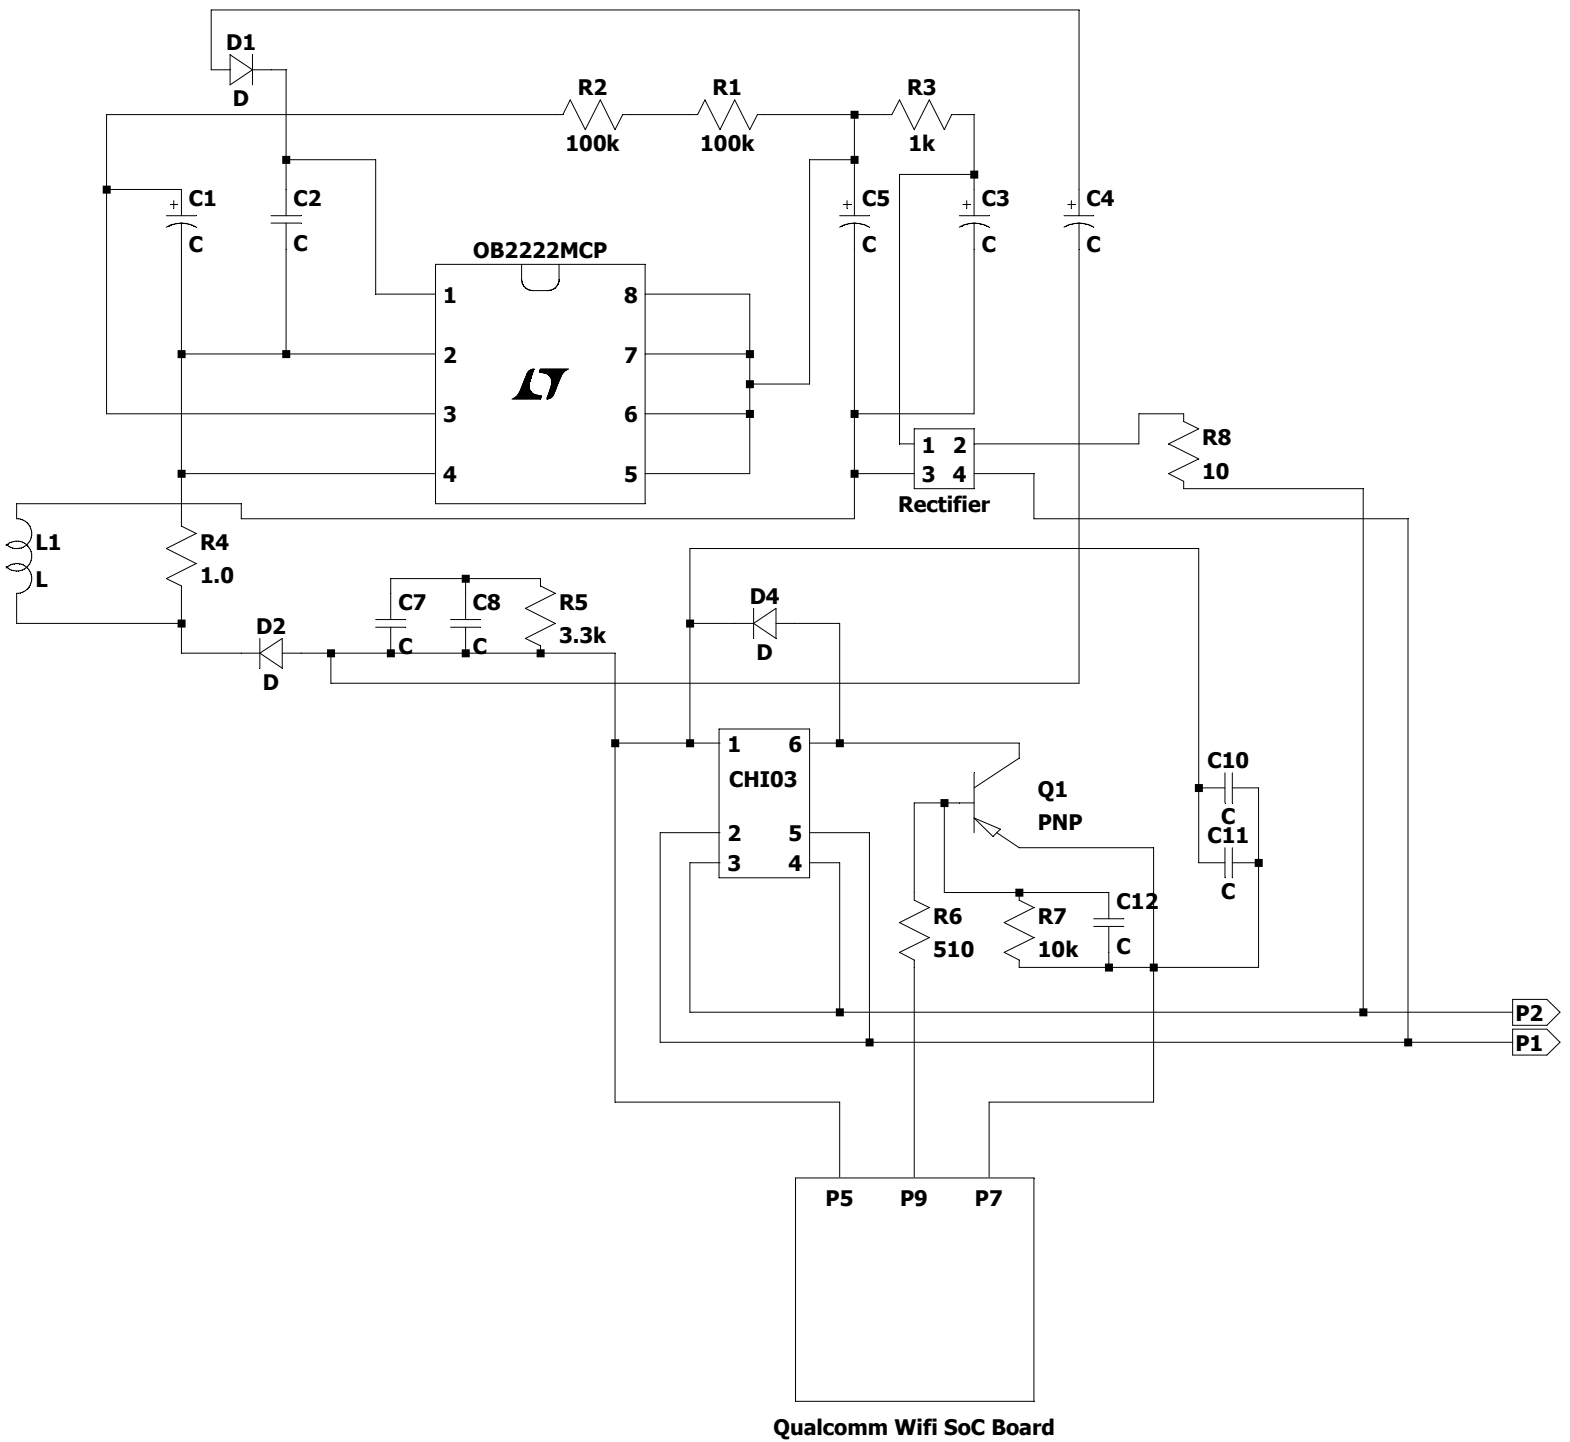 D1
D
R2
100k
R1
100k
R3
1k
C1
C
C2
C
C5
C
C3
C
C4
C
OB2222MCP
1
8
2
7
3
6
4
5
1 2
3 4
Rectifier
R8
10
L1
L
R4
1.0
D2
D
C7
C
C8
C
R5
3.3k
D4
D
1
6
CHI03
2
5
3
4
Q1
PNP
C10
C
C11
C
R6
510
R7
10k
C12
C
P2
P1
P5
P9
P7
Qualcomm Wifi SoC Board